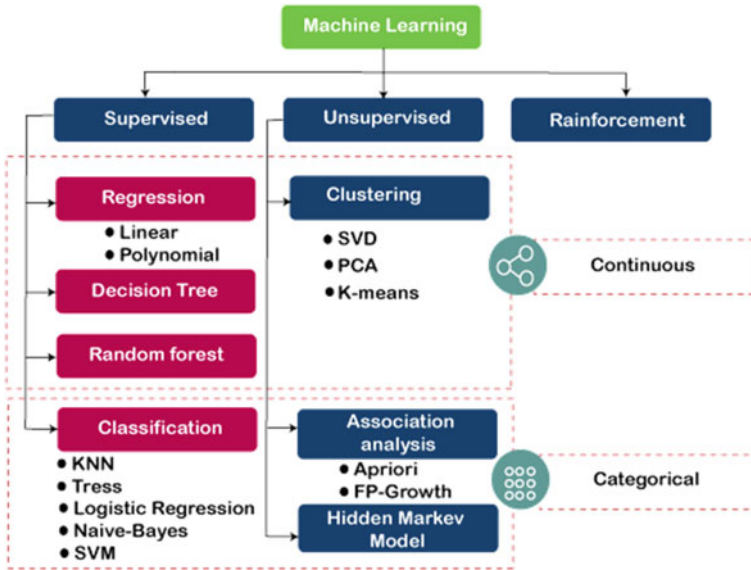 Machine Learning
Supervised
Unsupervised
Rainforcement
Regression
• Linear
• Polynomial
Decision Tree
Random forest
Clustering
• SVD
• PCA
• K-means
Continuous
Classification
• KNN
• Tress
• Logistic Regression
• Naive-Bayes
• SVM
Association
analysis
• Apriori
• FP-Growth
Hidden Markev
Model
Categorical